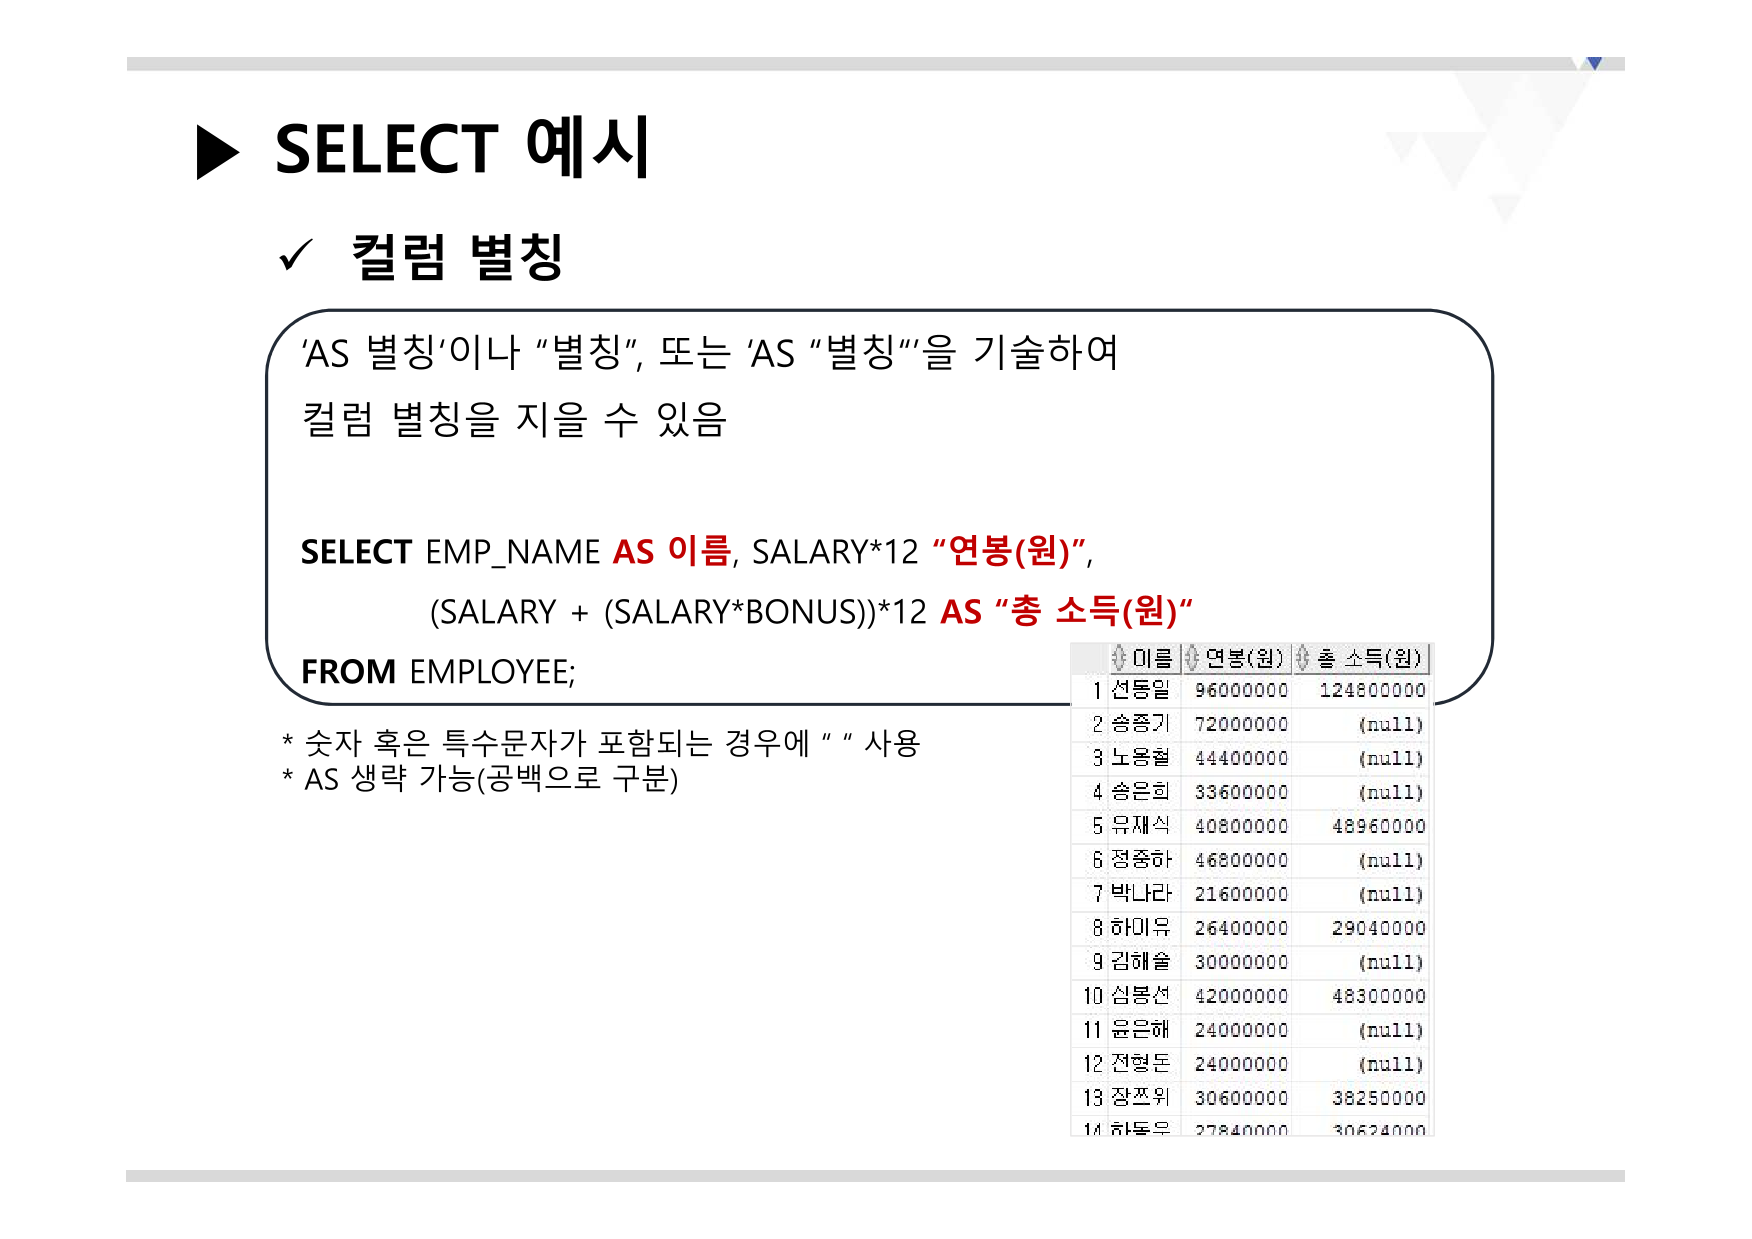 ▶ SELECT 예시
✓ 컬럼 별칭
‘AS 별칭‘이나 “별칭”, 또는 ‘AS “별칭“’을 기술하여
컬럼 별칭을 지을 수 있음
SELECT EMP_NAME AS 이름, SALARY*12 “연봉(원)”,
(SALARY + (SALARY*BONUS))*12 AS “총 소득(원)“
FROM EMPLOYEE;
* 숫자 혹은 특수문자가 포함되는 경우에 “ “ 사용
* AS 생략 가능(공백으로 구분)
이름 연봉(원) 총 소득(원)
1 선동일 96000000 124800000
2 송종기 72000000 (null)
3 노옹철 44400000 (null)
4 송은희 33600000 (null)
5 유재식 40800000 48960000
6 정중하 46800000 (null)
7 박나라 21600000 (null)
8 하이유 26400000 29040000
9 김해술 30000000 (null)
10 심봉선 42000000 48300000
11 윤은해 24000000 (null)
12 전형돈 24000000 (null)
13 장쯔위 30600000 38250000
14 하동운 27840000 30624000